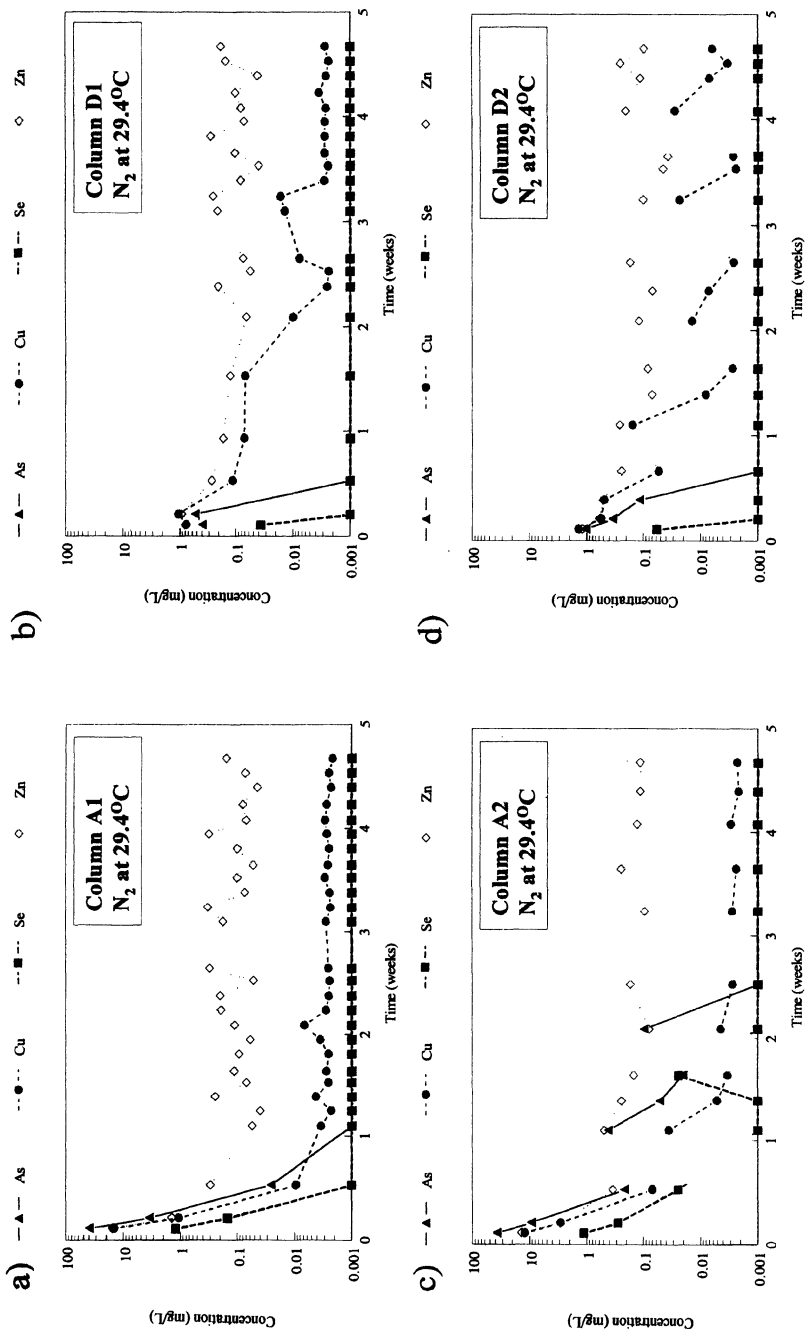 a)
As Cu Se Zn
Column A1
N₂ at 29.4°C
Concentration (mg/L)
100
10
1
0.1
0.01
0.001
0 1 2 3 4 5
Time (weeks)
b)
As Cu Se Zn
Column D1
N₂ at 29.4°C
Concentration (mg/L)
100
10
1
0.1
0.01
0.001
0 1 2 3 4 5
Time (weeks)
c)
As Cu Se Zn
Column A2
N₂ at 29.4°C
Concentration (mg/L)
100
10
1
0.1
0.01
0.001
0 1 2 3 4 5
Time (weeks)
d)
As Cu Se Zn
Column D2
N₂ at 29.4°C
Concentration (mg/L)
100
10
1
0.1
0.01
0.001
0 1 2 3 4 5
Time (weeks)